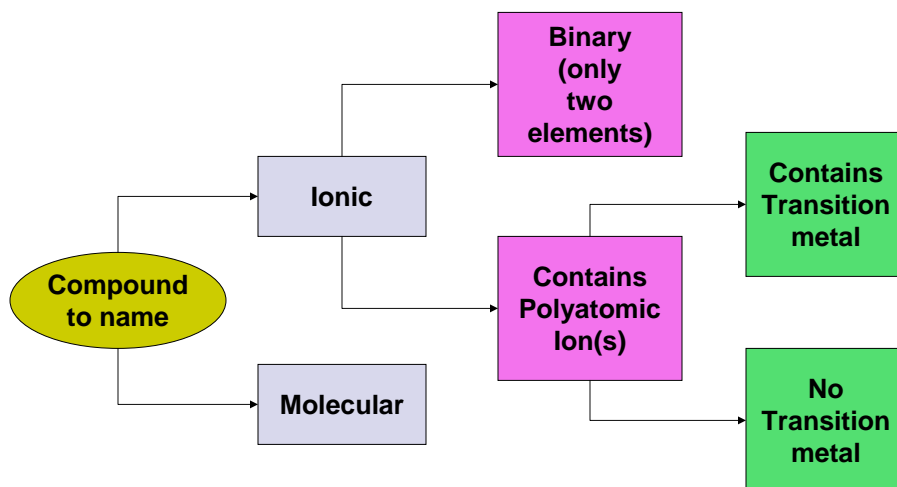 Binary
(only
two
elements)
Contains
Transition
metal
Ionic
Compound
to name
Contains
Polyatomic
Ion(s)
Molecular
No
Transition
metal